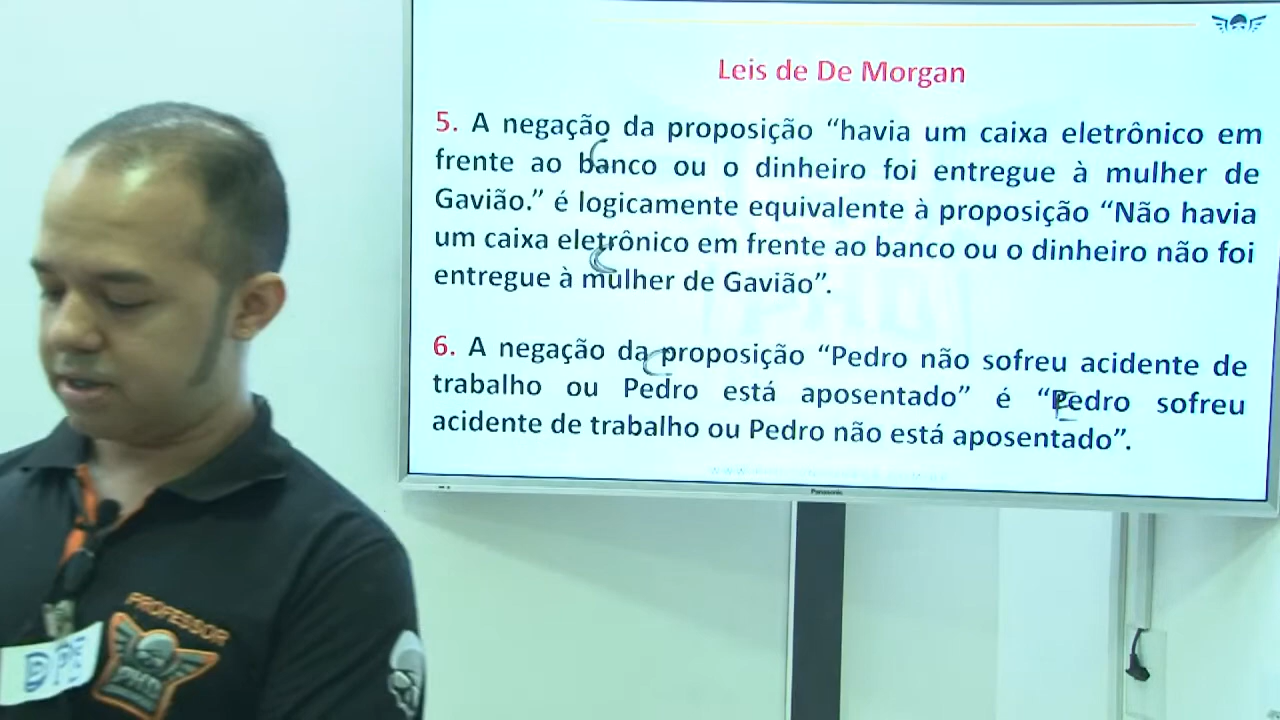 Leis de De Morgan
5. A negação da proposição “havia um caixa eletrônico em
frente ao banco ou o dinheiro foi entregue à mulher de
Gavião.” é logicamente equivalente à proposição “Não havia
um caixa eletrônico em frente ao banco ou o dinheiro não foi
entregue à mulher de Gavião”.
6. A negação da proposição “Pedro não sofreu acidente de
trabalho ou Pedro está aposentado” é “Pedro sofreu
acidente de trabalho ou Pedro não está aposentado”.
Panasonic
PROFESSOR
PHD